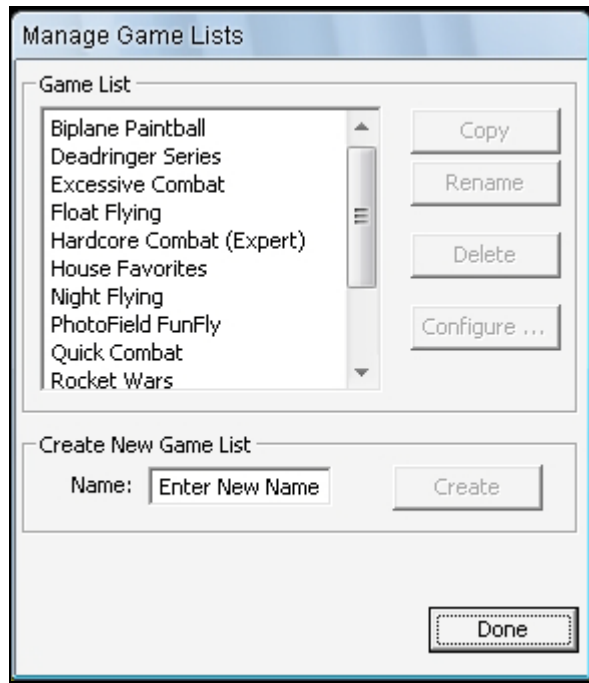 Manage Game Lists
Game List
Biplane Paintball
Deadringer Series
Excessive Combat
Float Flying
Hardcore Combat (Expert)
House Favorites
Night Flying
PhotoField FunFly
Quick Combat
Rocket Wars
Copy
Rename
Delete
Configure ...
Create New Game List
Name: Enter New Name Create
Done